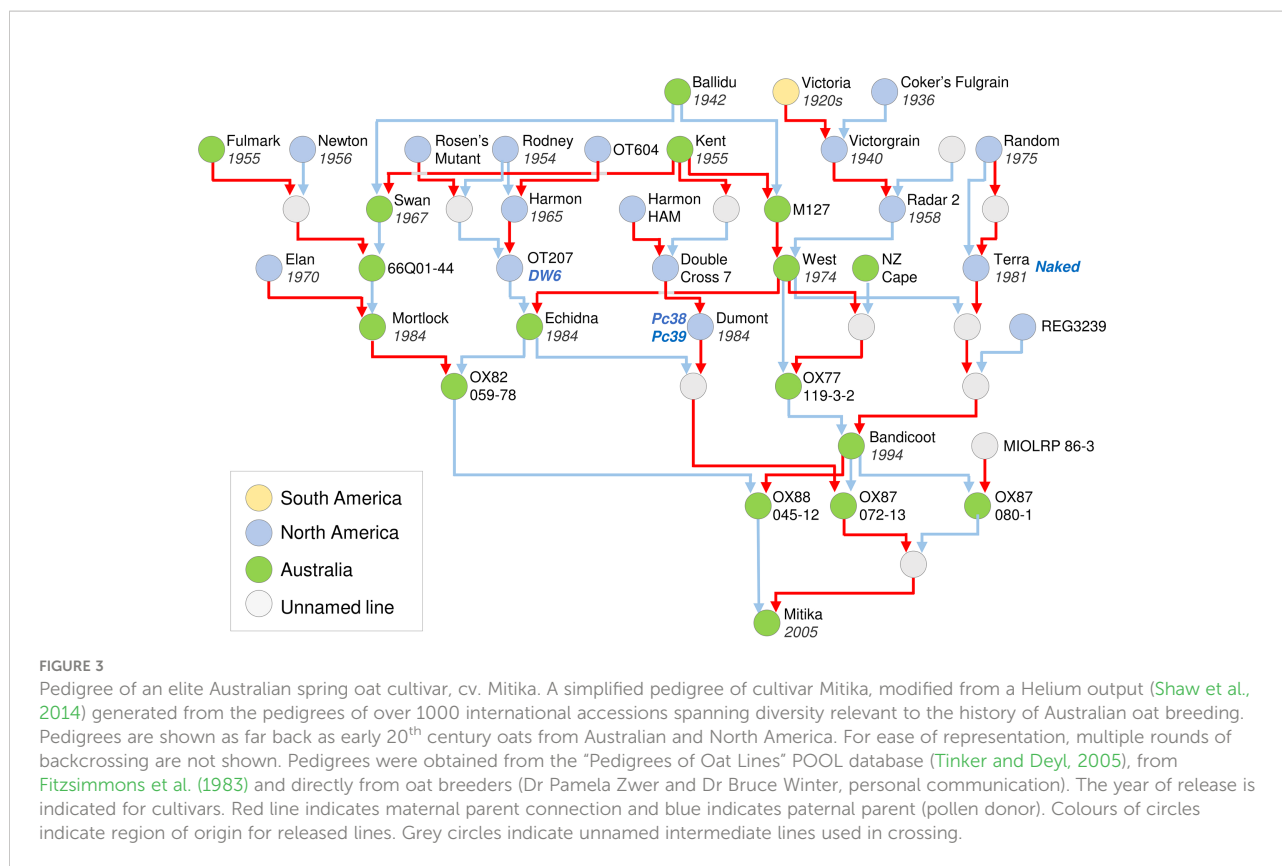 Ballidu
1942
Victoria
1920s
Coker's Fulgrain
1936
Fulmark
1955
Newton
1956
Rosen's
Mutant
Rodney
1954
OT604
Kent
1955
Victorgrain
1940
Random
1975
Swan
1967
Harmon
1965
Harmon
HAM
M127
Radar 2
1958
Elan
1970
66Q01-44
OT207
DW6
Double
Cross 7
West
1974
NZ
Cape
Terra
1981
Naked
Mortlock
1984
Echidna
1984
Pc38
Pc39
Dumont
1984
REG3239
OX82
059-78
OX77
119-3-2
Bandicoot
1994
MIOLRP 86-3
OX88
045-12
OX87
072-13
OX87
080-1
Mitika
2005
South America
North America
Australia
Unnamed line
FIGURE 3
Pedigree of an elite Australian spring oat cultivar, cv. Mitika. A simplified pedigree of cultivar Mitika, modified from a Helium output (Shaw et al.,
2014) generated from the pedigrees of over 1000 international accessions spanning diversity relevant to the history of Australian oat breeding.
Pedigrees are shown as far back as early 20th century oats from Australian and North America. For ease of representation, multiple rounds of
backcrossing are not shown. Pedigrees were obtained from the "Pedigrees of Oat Lines" POOL database (Tinker and Deyl, 2005), from
Fitzsimmons et al. (1983) and directly from oat breeders (Dr Pamela Zwer and Dr Bruce Winter, personal communication). The year of release is
indicated for cultivars. Red line indicates maternal parent connection and blue indicates paternal parent (pollen donor). Colours of circles
indicate region of origin for released lines. Grey circles indicate unnamed intermediate lines used in crossing.